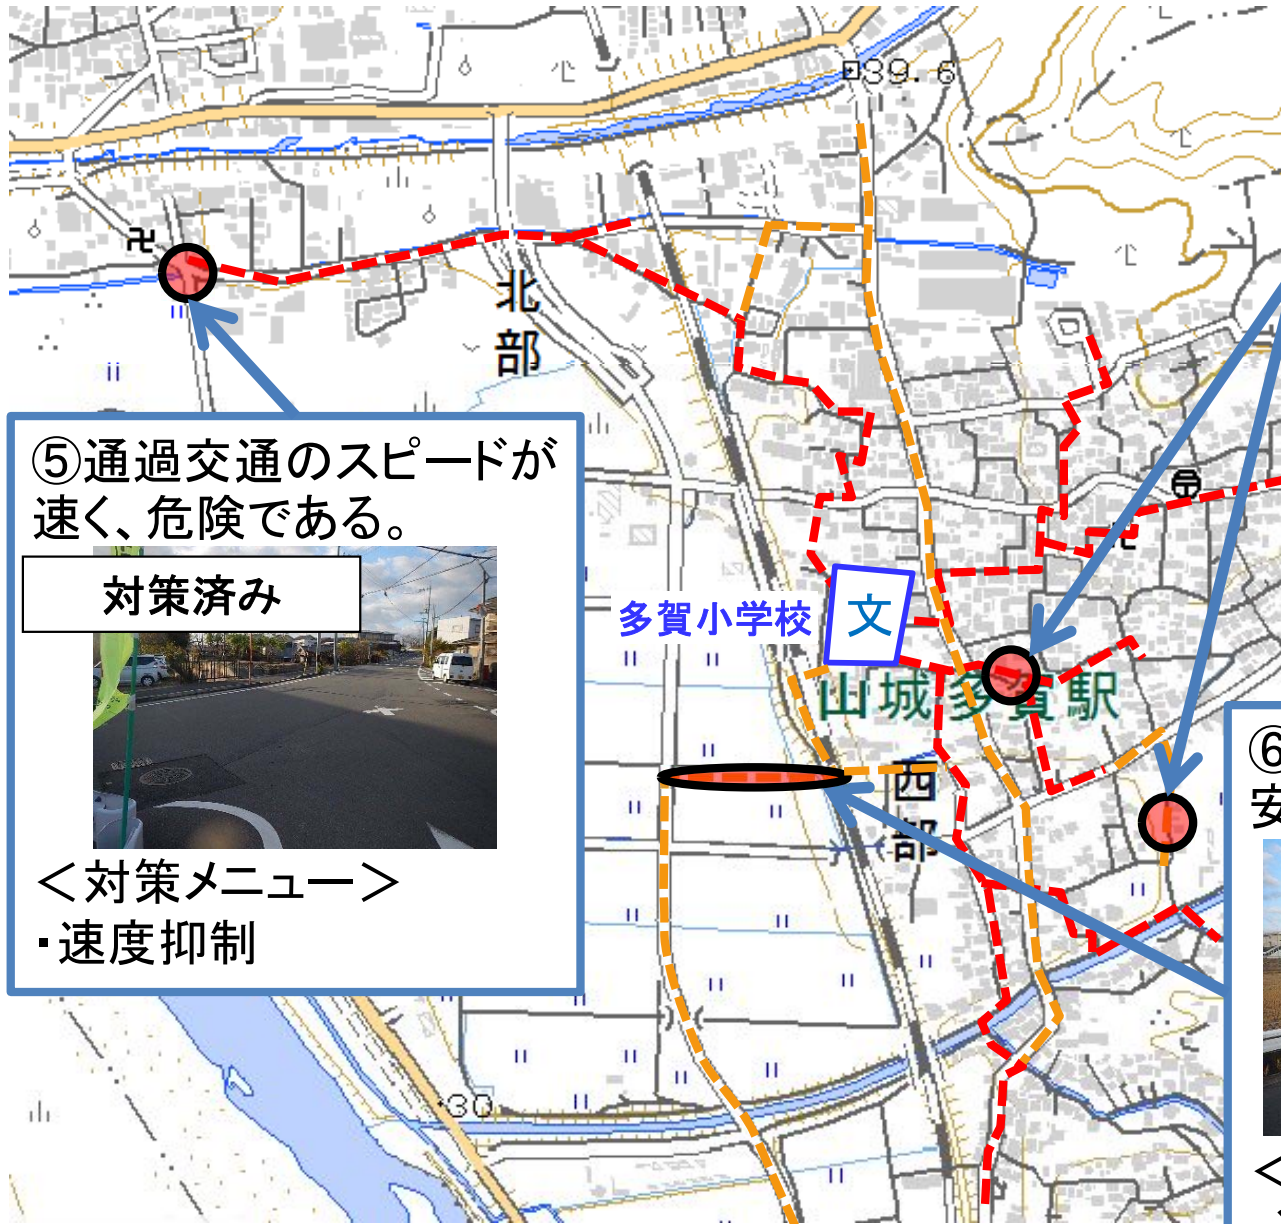 39.6
北
部
⑤通過交通のスピードが
速く、危険である。
対策済み
<対策メニュー>
・速度抑制
多賀小学校
文
山城多賀駅
西
部
⑥
安
30
<